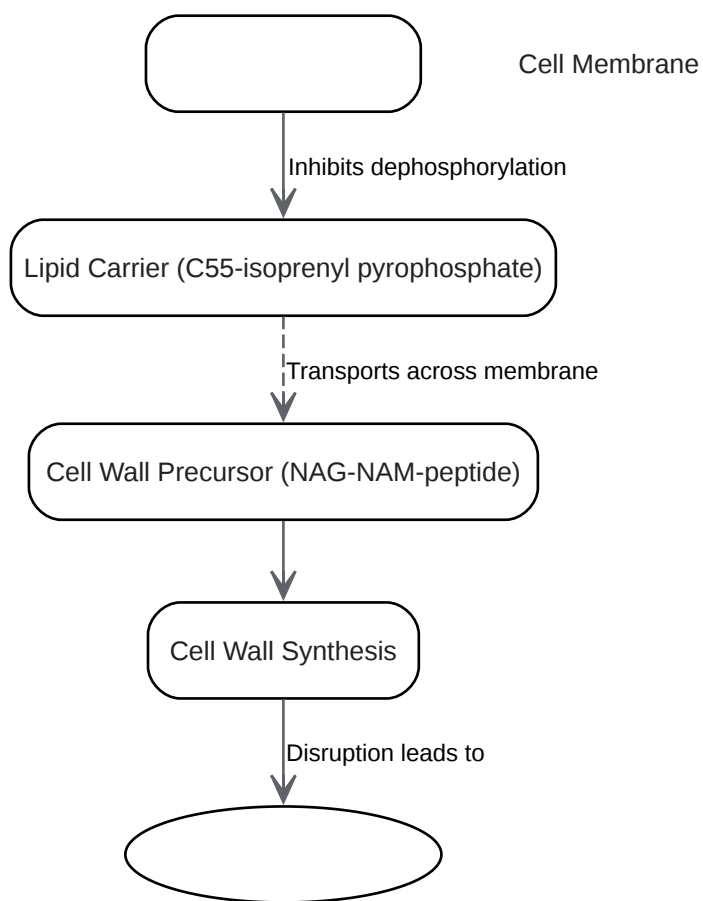 Cell Membrane
Inhibits dephosphorylation
Lipid Carrier (C55-isoprenyl pyrophosphate)
Transports across membrane
Cell Wall Precursor (NAG-NAM-peptide)
Cell Wall Synthesis
Disruption leads to